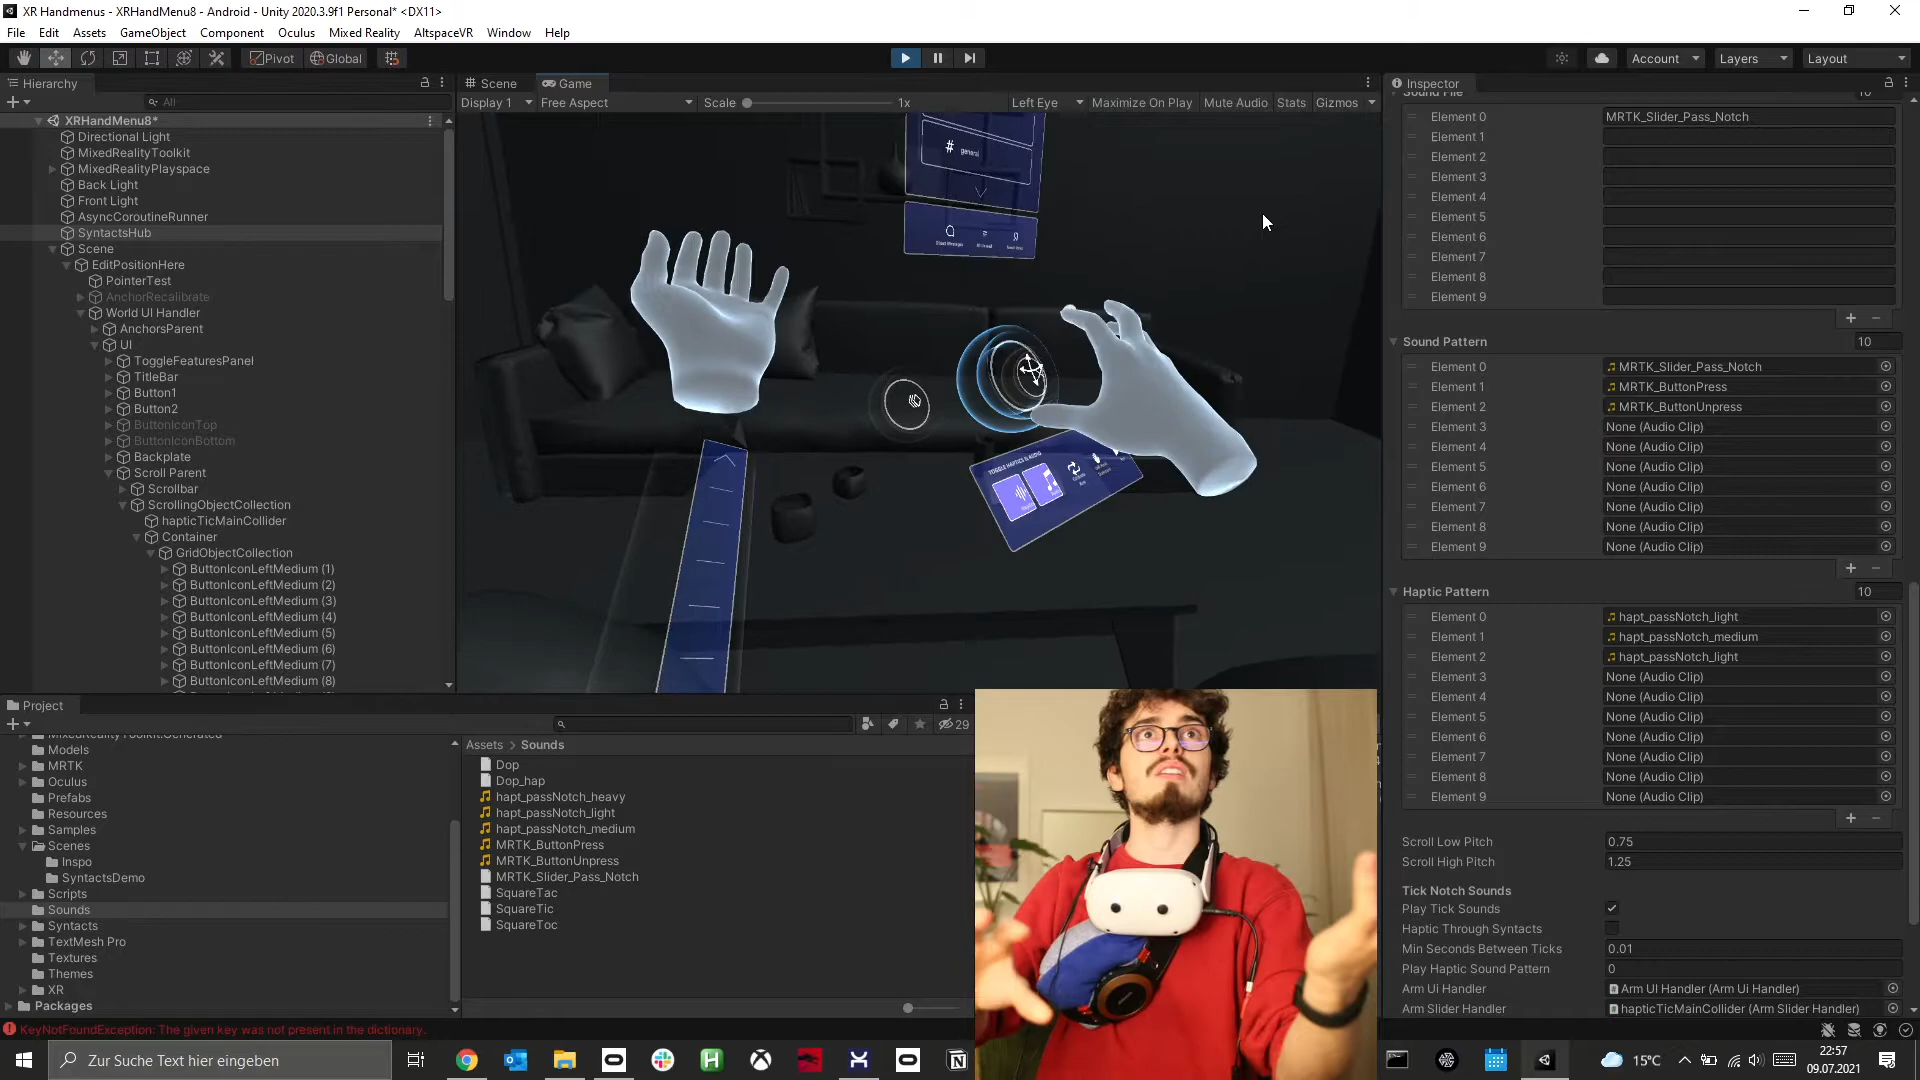 XR Handmenus - XRHandMenu8 - Android - Unity 2020.3.9f1 Personal* <DX11>
File Edit Assets GameObject Component Oculus Mixed Reality AltspaceVR Window Help
Pivot Global Account Layers Layout
Hierarchy
All
XRHandMenu8*
Directional Light
MixedRealityToolkit
MixedRealityPlayspace
Back Light
Front Light
AsyncCoroutineRunner
SyntactsHub
Scene
EditPositionHere
PointerTest
AnchorRecalibrate
World UI Handler
AnchorsParent
UI
ToggleFeaturesPanel
TitleBar
Button1
Button2
ButtonIconTop
ButtonIconBottom
Backplate
Scroll Parent
Scrollbar
ScrollingObjectCollection
hapticTicMainCollider
Container
GridObjectCollection
ButtonIconLeftMedium (1)
ButtonIconLeftMedium (2)
ButtonIconLeftMedium (3)
ButtonIconLeftMedium (4)
ButtonIconLeftMedium (5)
ButtonIconLeftMedium (6)
ButtonIconLeftMedium (7)
ButtonIconLeftMedium (8)
Scene Game
Display 1 Free Aspect Scale 1x Left Eye Maximize On Play Mute Audio Stats Gizmos
# general
TOGGLE HAPTICS & AUDIO
Inspector
Sound File 10
Element 0 MRTK_Slider_Pass_Notch
Element 1
Element 2
Element 3
Element 4
Element 5
Element 6
Element 7
Element 8
Element 9
Sound Pattern 10
Element 0 MRTK_Slider_Pass_Notch
Element 1 MRTK_ButtonPress
Element 2 MRTK_ButtonUnpress
Element 3 None (Audio Clip)
Element 4 None (Audio Clip)
Element 5 None (Audio Clip)
Element 6 None (Audio Clip)
Element 7 None (Audio Clip)
Element 8 None (Audio Clip)
Element 9 None (Audio Clip)
Haptic Pattern 10
Element 0 hapt_passNotch_light
Element 1 hapt_passNotch_medium
Element 2 hapt_passNotch_light
Element 3 None (Audio Clip)
Element 4 None (Audio Clip)
Element 5 None (Audio Clip)
Element 6 None (Audio Clip)
Element 7 None (Audio Clip)
Element 8 None (Audio Clip)
Element 9 None (Audio Clip)
Scroll Low Pitch 0.75
Scroll High Pitch 1.25
Tick Notch Sounds
Play Tick Sounds
Haptic Through Syntacts
Min Seconds Between Ticks 0.01
Play Haptic Sound Pattern 0
Arm Ui Handler Arm UI Handler (Arm Ui Handler)
Arm Slider Handler hapticTicMainCollider (Arm Slider Handler)
Project
29
MixedRealityToolkit.Generated
Models
MRTK
Oculus
Prefabs
Resources
Samples
Scenes
Inspo
SyntactsDemo
Scripts
Sounds
Syntacts
TextMesh Pro
Textures
Themes
XR
Packages
Assets > Sounds
Dop
Dop_hap
hapt_passNotch_heavy
hapt_passNotch_light
hapt_passNotch_medium
MRTK_ButtonPress
MRTK_ButtonUnpress
MRTK_Slider_Pass_Notch
SquareTac
SquareTic
SquareToc
KeyNotFoundException: The given key was not present in the dictionary.
Zur Suche Text hier eingeben
15°C
22:57
09.07.2021